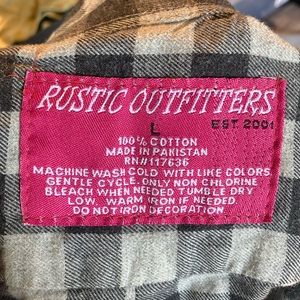 RUSTIC OUTFITTERS
EST 2001
L
100% COTTON
MADE IN PAKISTAN
RN#117636
MACHINE WASH COLD WITH LIKE COLORS
GENTLE CYCLE. ONLY NON CHLORINE
BLEACH WHEN NEEDED TUMBLE DRY
LOW. WARM IRON IF NEEDED.
DO NOT IRON DECORATION